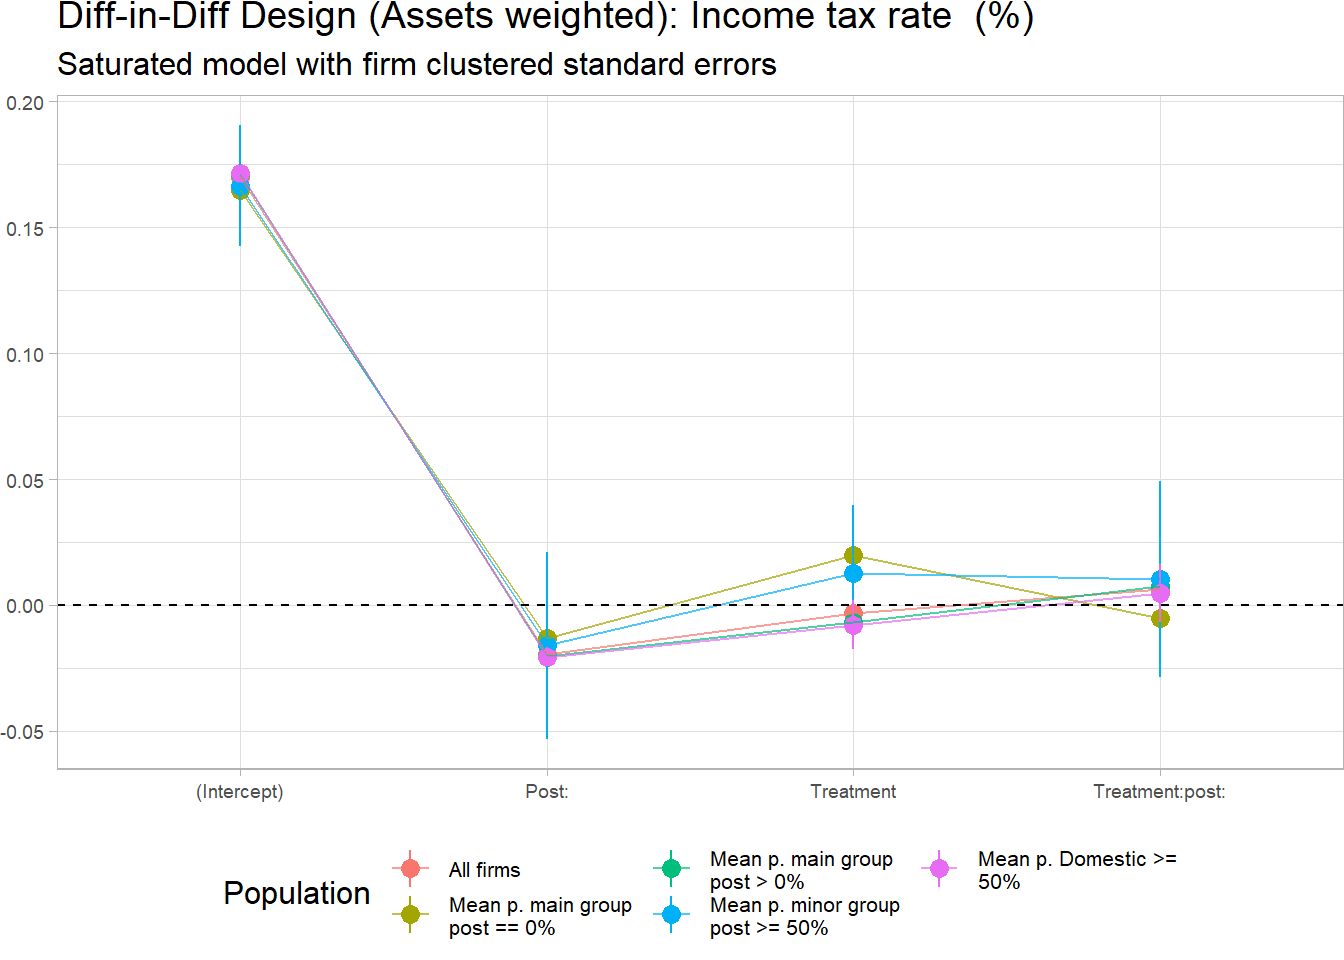 Diff-in-Diff Design (Assets weighted): Income tax rate  (%)
Saturated model with firm clustered standard errors
0.20
0.15
0.10
0.05
0.00
-0.05
(Intercept)
Post:
Treatment
Treatment:post:
Population
All firms
Mean p. main group
post == 0%
Mean p. main group
post > 0%
Mean p. minor group
post >= 50%
Mean p. Domestic >=
50%